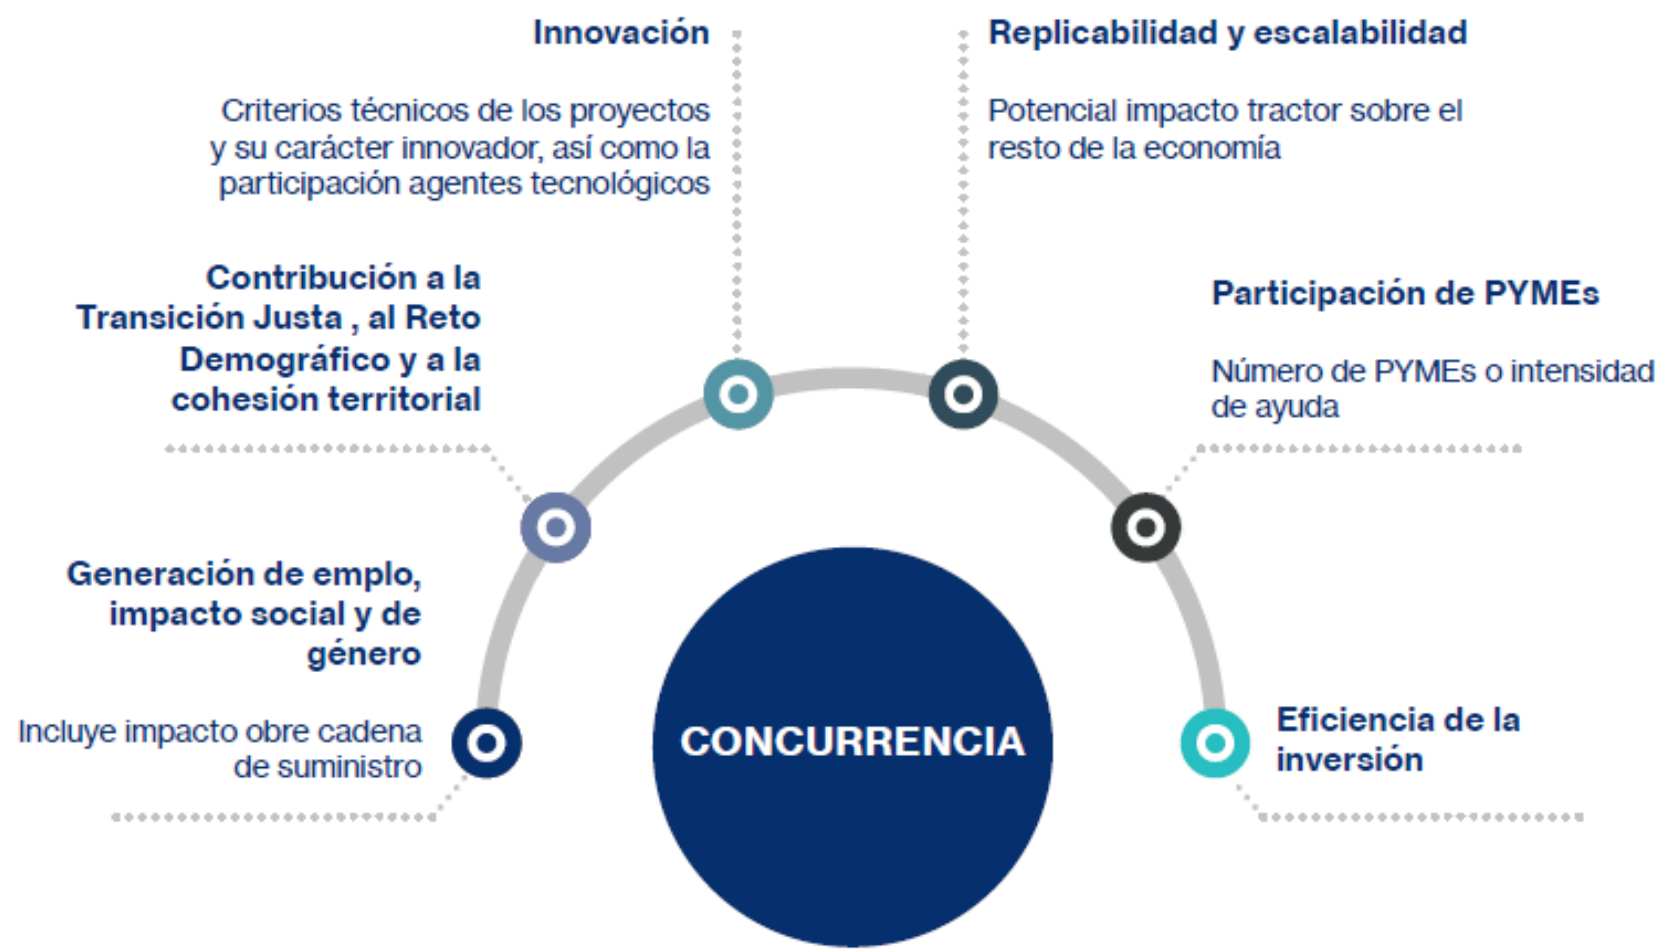 Innovación
Criterios técnicos de los proyectos
y su carácter innovador, así como la
participación agentes tecnológicos
Replicabilidad y escalabilidad
Potencial impacto tractor sobre el
resto de la economía
Contribución a la
Transición Justa , al Reto
Demográfico y a la
cohesión territorial
Participación de PYMEs
Número de PYMEs o intensidad
de ayuda
Generación de emplo,
impacto social y de
género
Incluye impacto obre cadena
de suministro
CONCURRENCIA
Eficiencia de la
inversión